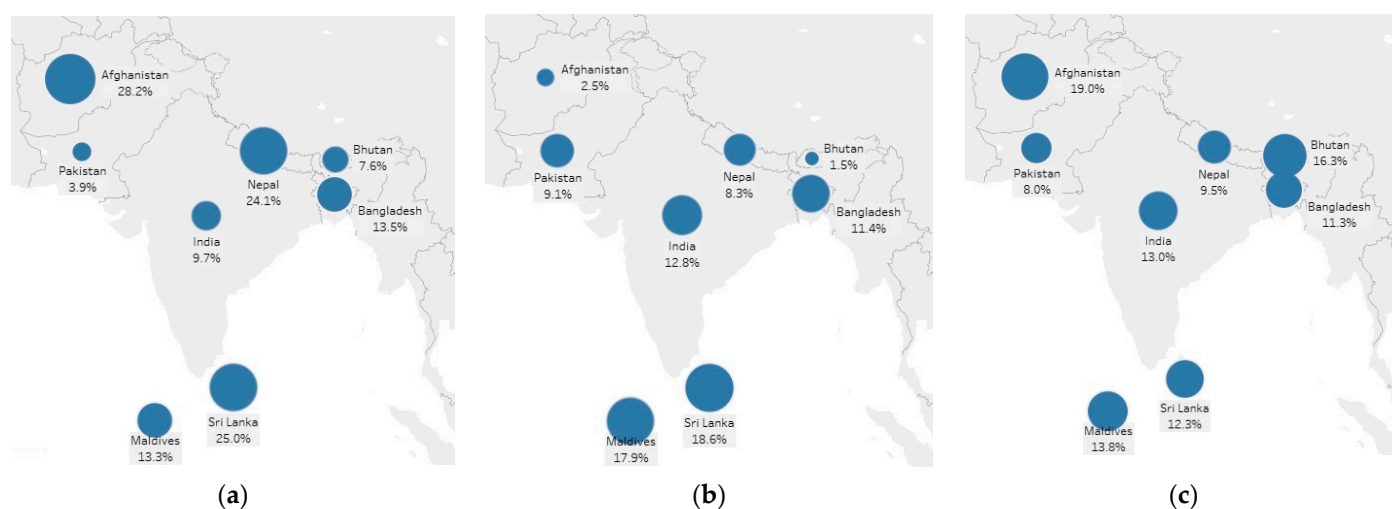 Afghanistan
28.2%
Pakistan
3.9%
Nepal
24.1%
Bhutan
7.6%
Bangladesh
13.5%
India
9.7%
Sri Lanka
25.0%
Maldives
13.3%
(a)
Afghanistan
2.5%
Pakistan
9.1%
Nepal
8.3%
Bhutan
1.5%
Bangladesh
11.4%
India
12.8%
Sri Lanka
18.6%
Maldives
17.9%
(b)
Afghanistan
19.0%
Pakistan
8.0%
Nepal
9.5%
Bhutan
16.3%
Bangladesh
11.3%
India
13.0%
Sri Lanka
12.3%
Maldives
13.8%
(c)